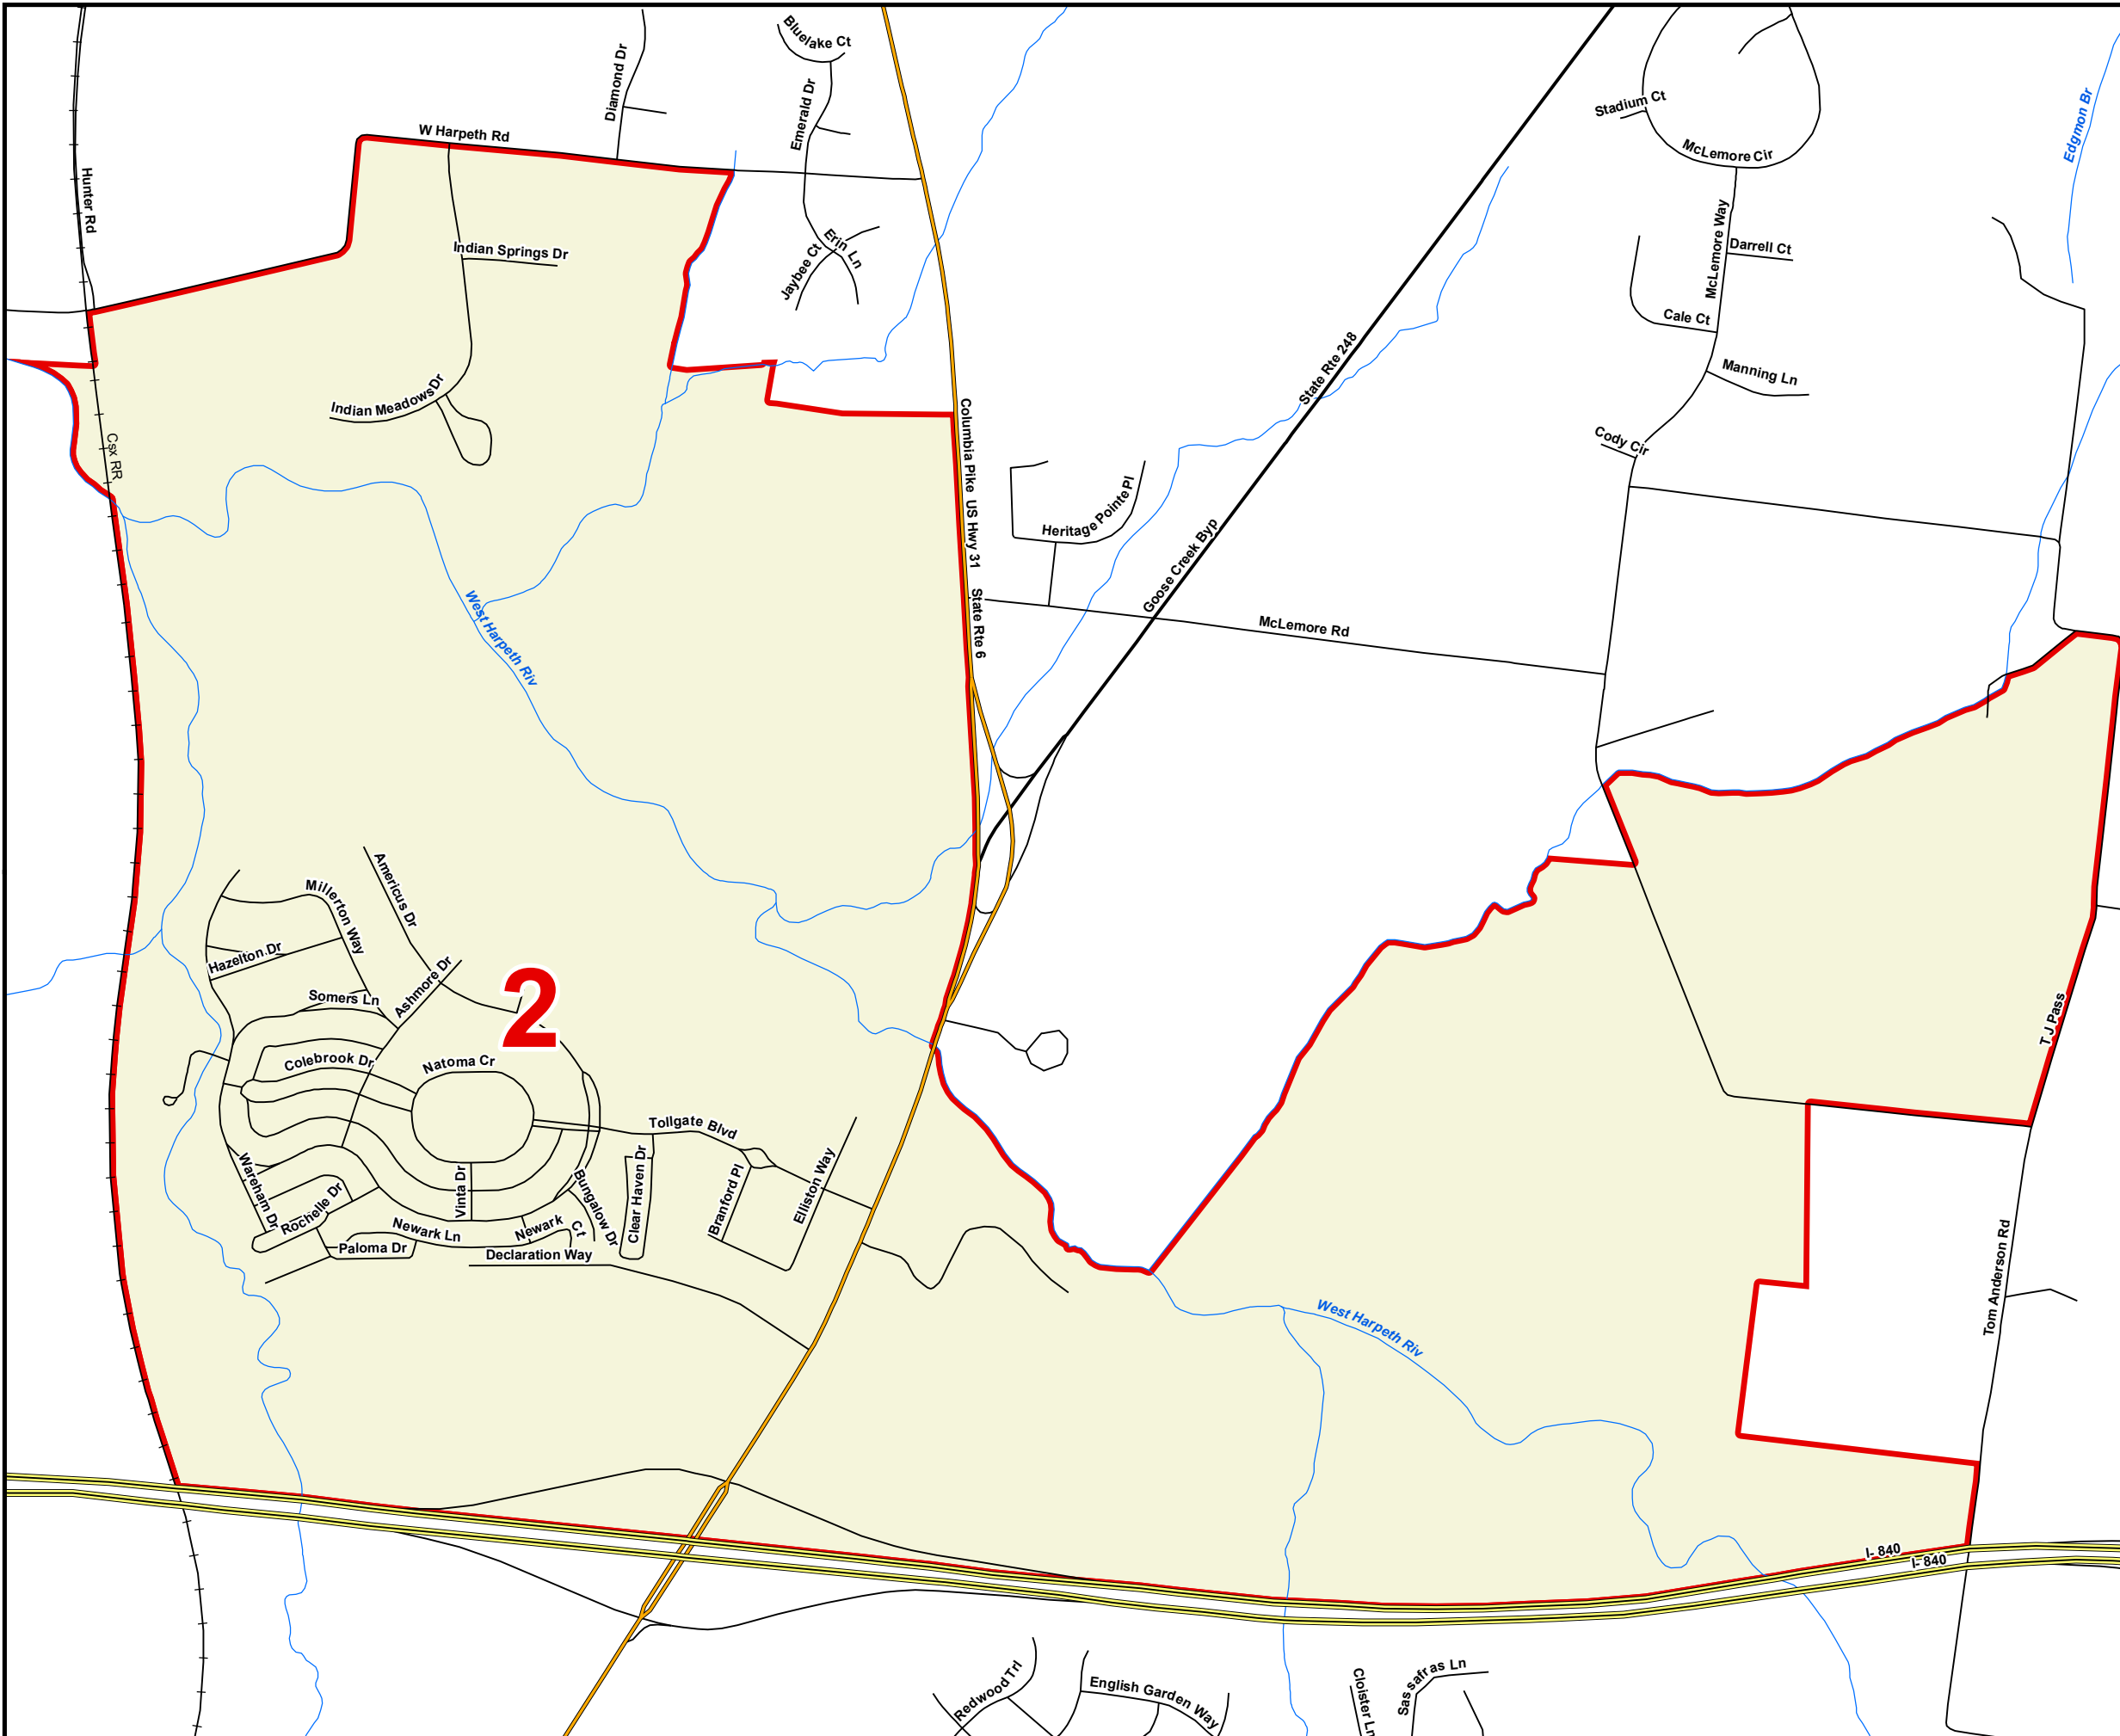 Bluelake Ct
Diamond Dr
Emerald Dr
Stadium Ct
Edgmon Br
W Harpeth Rd
McLemore Cir
Hunter Rd
McLemore Way
Indian Springs Dr
Erin Ln
Jaybee Ct
Darrell Ct
Cale Ct
State Rte 248
Manning Ln
Indian Meadows Dr
Csx RR
Columbia Pike US Hwy 31 State Rte 6
Cody Cir
Heritage Pointe Pl
Goose Creek Byp
McLemore Rd
West Harpeth Riv
Americus Dr
Millerton Way
Hazelton Dr
Ashmore Dr
Somers Ln
2
T J Pass
Colebrook Dr
Natoma Cr
Tollgate Blvd
Wareham Dr
Rochelle Dr
Vinta Dr
Bungalow Dr
Clear Haven Dr
Branford Pl
Elliston Way
Newark Ln
Newark Ct
Paloma Dr
Declaration Way
Tom Anderson Rd
West Harpeth Riv
I- 840
I- 840
Redwood Trl
English Garden Way
Cloister Ln
Sassafras Ln